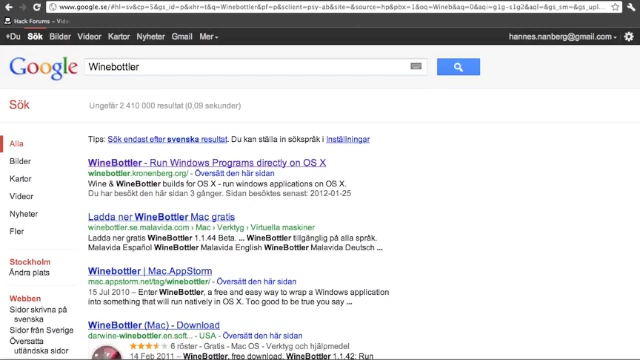 www.google.se/#hl=sv&cp=5&gs_id=p&xhr=t&q=Winebottler&pf=p&sclient=psy-ab&site=&source=hp&pbx=1&oq=Wineb&aq=0&aqi=g1g-s1g2&aql=&gs_sm=&gs_upl
Hack Forums -
+Du Sök Bilder Videor Kartor Nyheter Gmail Mer
hannes.nanberg@gmail.com
Google
Winebottler
Sök
Ungefär 2 410 000 resultat (0,09 sekunder)
Alla
Bilder
Kartor
Videor
Nyheter
Fler
Stockholm
Ändra plats
Webben
Sidor skrivna på svenska
Sidor från Sverige
Översatta utländska sidor
Tips: Sök endast efter svenska resultat. Du kan ställa in sökspråk i Inställningar
WineBottler - Run Windows Programs directly on OS X
winebottler.kronenberg.org/ - Översätt den här sidan
Wine & WineBottler builds for OS X - run windows applications on OS X.
Du har besökt den här sidan 3 gånger. Sidan besöktes senast: 2012-01-25
Ladda ner WineBottler Mac gratis
winebottler.se.malavida.com › Mac › Verktyg › Virtuella maskiner
Ladda ner gratis WineBottler 1.1.44 Beta. ... WineBottler tillgänglig på alla språk.
Malavida Español WineBottler Malavida English WineBottler Malavida Deutsch ...
Winebottler | Mac.AppStorm
mac.appstorm.net/tag/winebottler/ - Översätt den här sidan
15 Jul 2010 – Enter WineBottler, a free and easy way to wrap a Windows application
into something that will run natively in OS X. Too good to be true you say ...
WineBottler (Mac) - Download
darwine-winebottler.en.soft... - USA - Översätt den här sidan
6 röster - Gratis - Mac OS - Verktyg och hjälpmedel
14 Feb 2011 – WineBottler, free download. WineBottler 1.1.42: Run